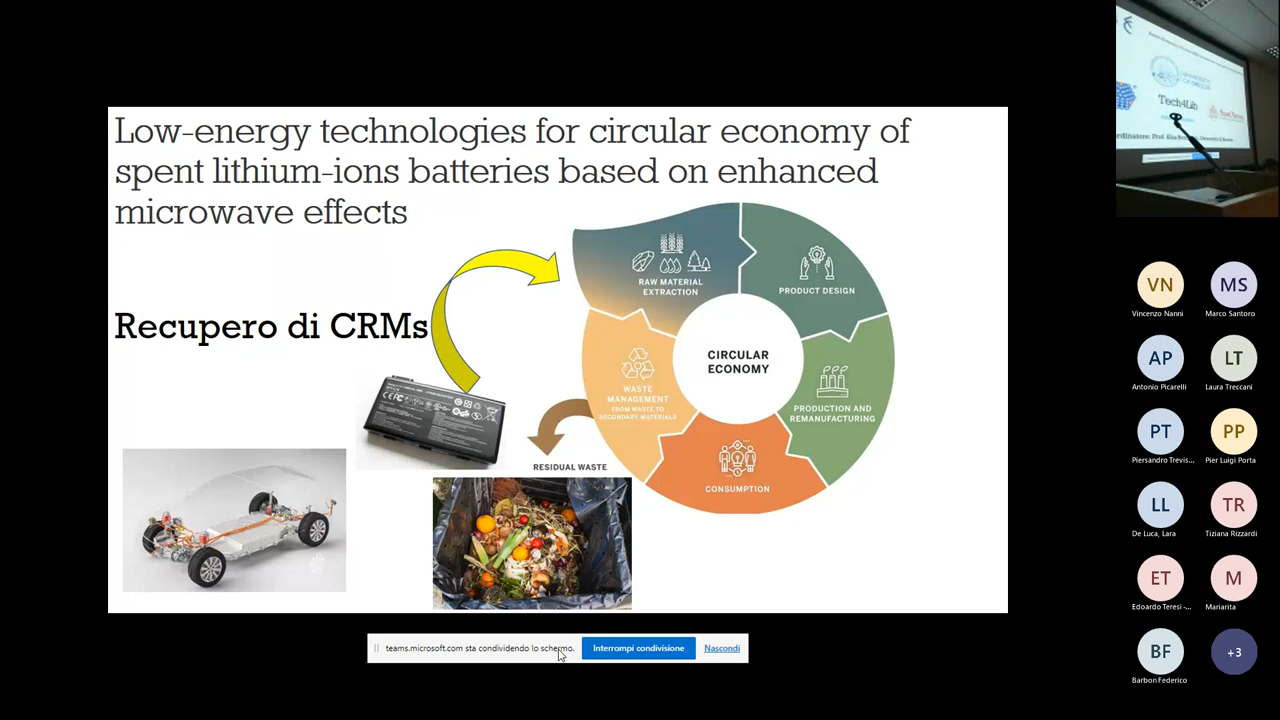 Low-energy technologies for circular economy of
spent lithium-ions batteries based on enhanced
microwave effects
Recupero di CRMs
RAW MATERIAL
EXTRACTION
PRODUCT DESIGN
CIRCULAR
ECONOMY
WASTE
MANAGEMENT
FROM WASTE TO
SECONDARY MATERIALS
PRODUCTION AND
REMANUFACTURING
CONSUMPTION
RESIDUAL WASTE
teams.microsoft.com sta condividendo lo schermo.
Interrompi condivisione
Nascondi
Tech4Lib
VN
Vincenzo Nanni
MS
Marco Santoro
AP
Antonio Picarelli
LT
Laura Treccani
PT
Piersandro Trevis...
PP
Pier Luigi Porta
LL
De Luca, Lara
TR
Tiziana Rizzardi
ET
Edoardo Teresi -...
M
Mariarita
BF
Barbon Federico
+3